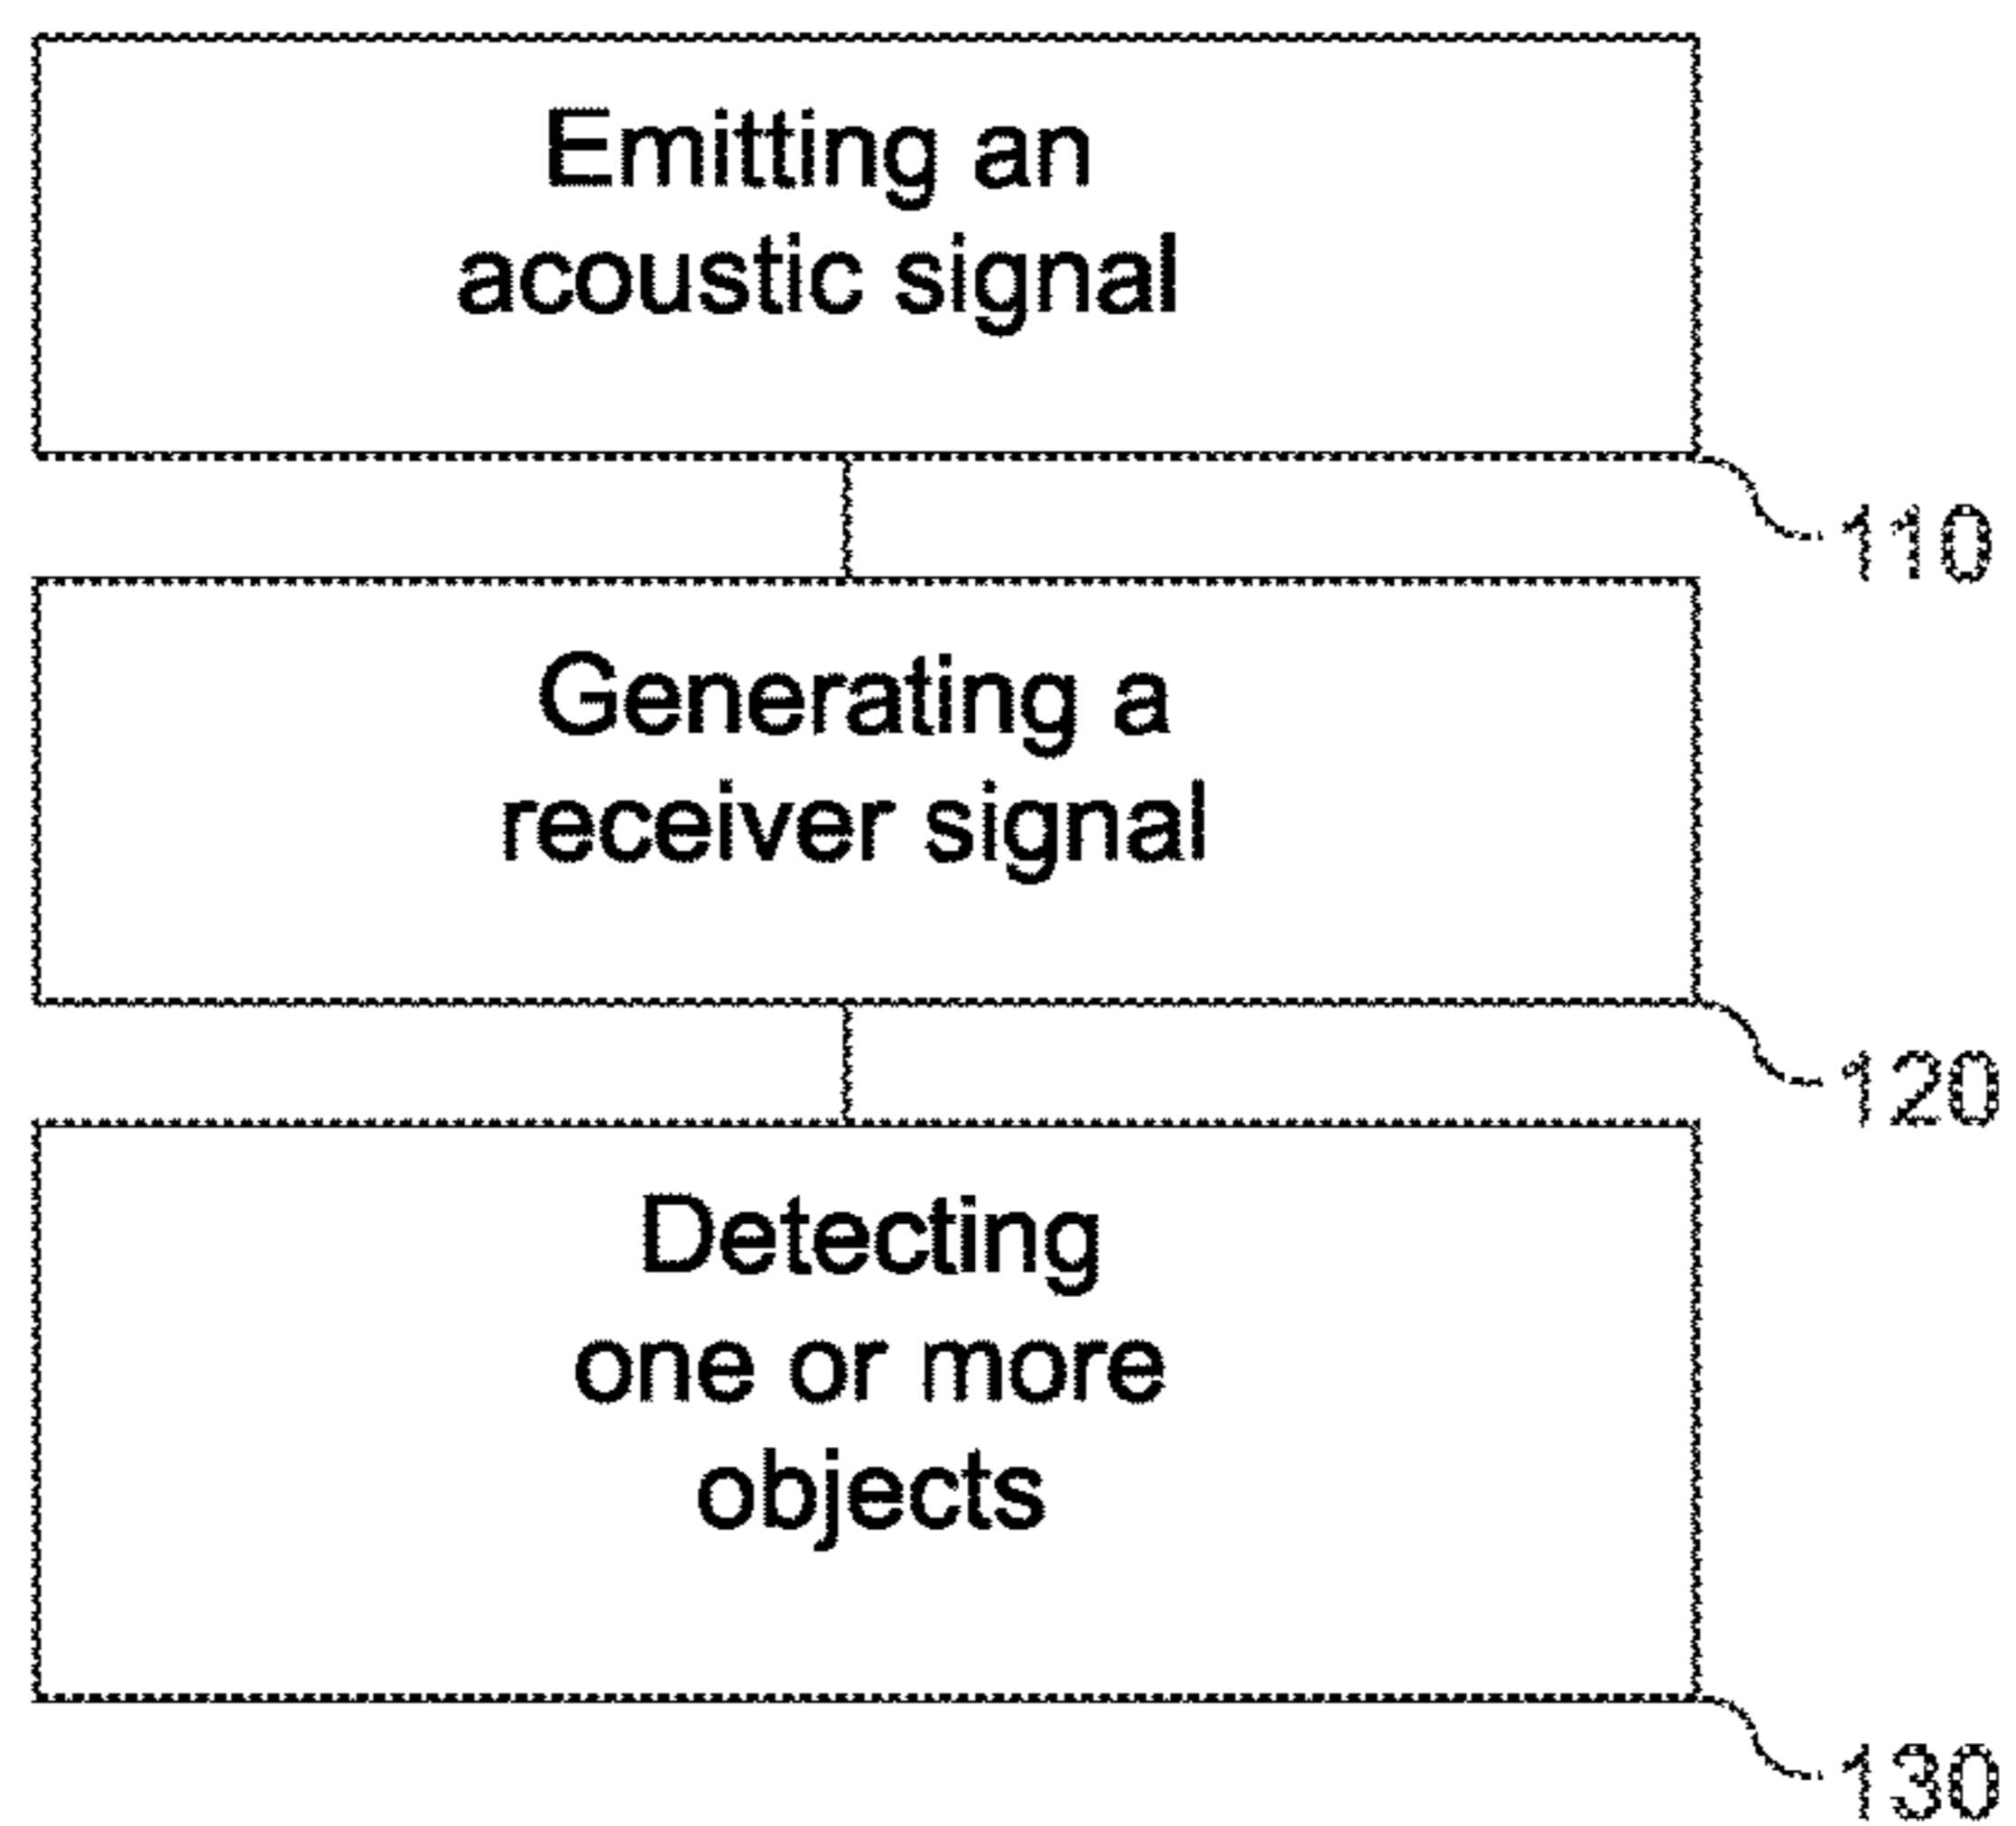 Emitting an
acoustic signal
110
Generating a
receiver signal
120
Detecting
one or more
objects
130